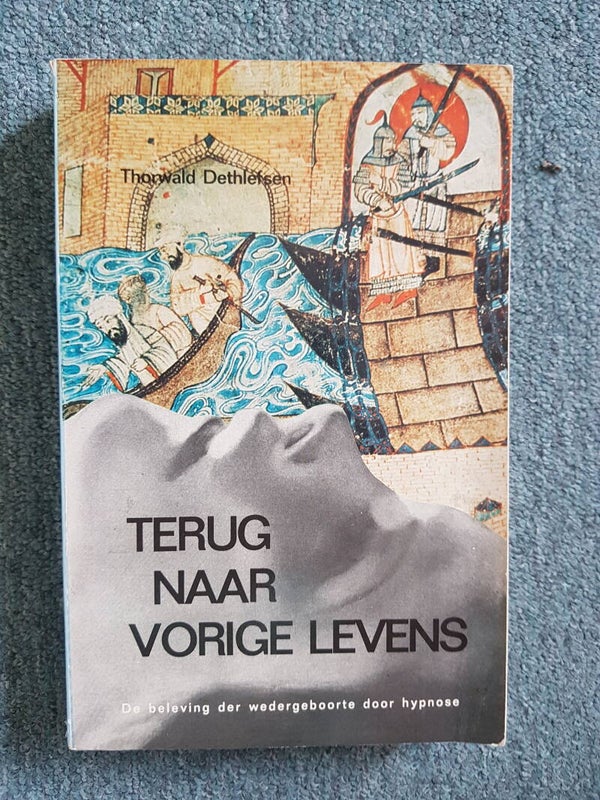 Thorwald Dethlefsen
TERUG
NAAR
VORIGE LEVENS
De beleving der wedergeboorte door hypnose